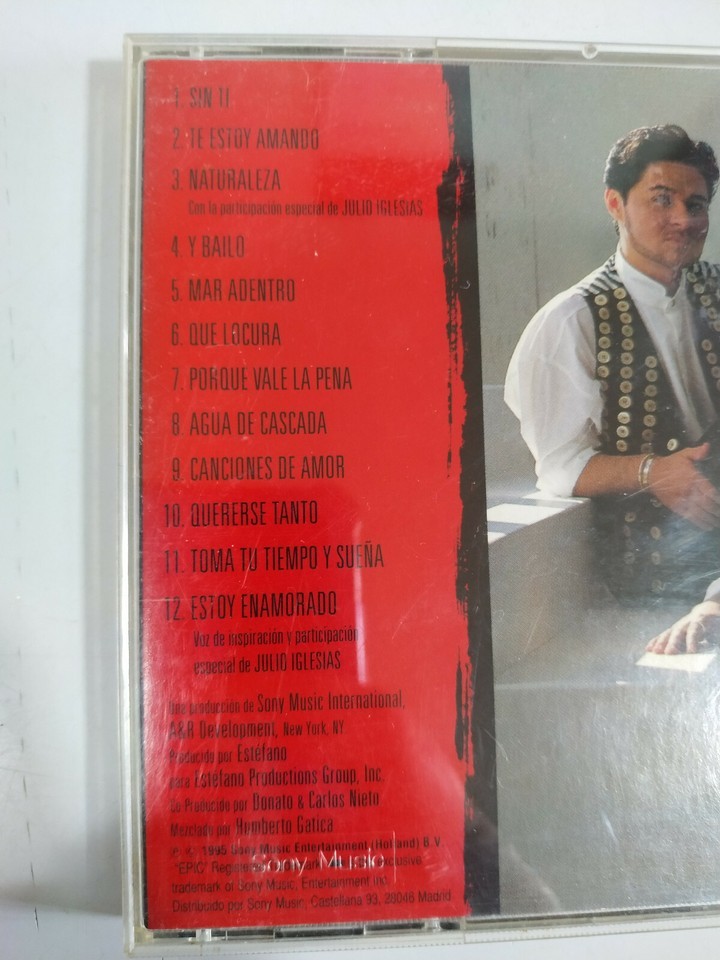 1. SIN TI
2. TE ESTOY AMANDO
3. NATURALEZA
Con la participación especial de JULIO IGLESIAS
4. Y BAILO
5. MAR ADENTRO
6. QUE LOCURA
7. PORQUE VALE LA PENA
8. AGUA DE CASCADA
9. CANCIONES DE AMOR
10. QUERERSE TANTO
11. TOMA TU TIEMPO Y SUEÑA
12. ESTOY ENAMORADO
Voz de inspiración y participación
especial de JULIO IGLESIAS
Una producción de Sony Music International,
A&R Development, New York, NY
Producido por Estéfano
para Estéfano Productions Group, Inc.
Co-Producido por Donato & Carlos Nieto
Mezclado por Humberto Gatica
℗ © 1995 Sony Music Entertainment (Holland) B.V.
"EPIC" exclusive
trademark of Sony Music, Entertainment Inc.
Distribuido por Sony Music, Castellana 93, 28046 Madrid
Sony Music